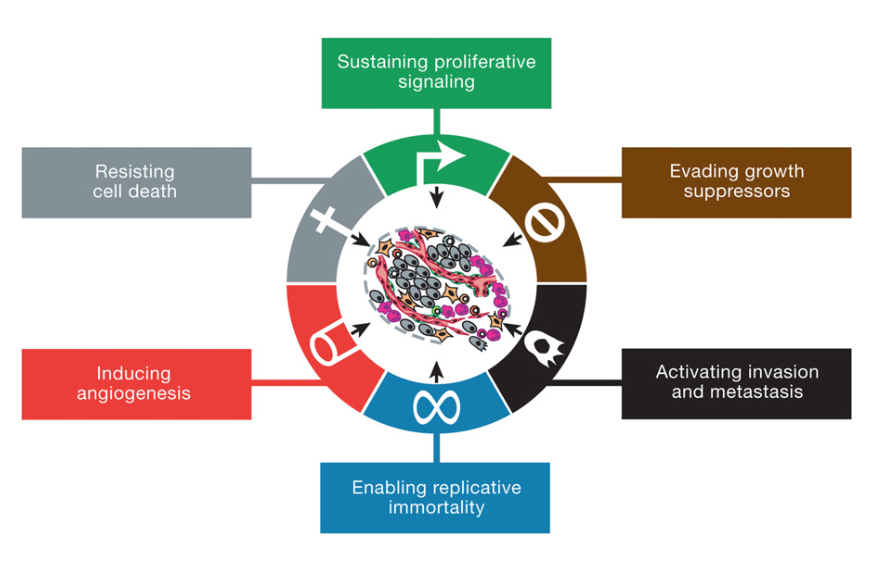 Sustaining proliferative
signaling
Resisting
cell death
Evading growth
suppressors
Inducing
angiogenesis
Activating invasion
and metastasis
Enabling replicative
immortality